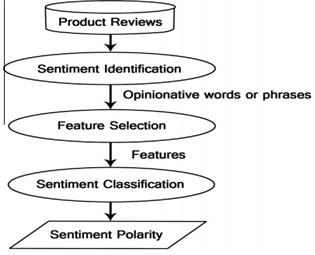 Product Reviews
Sentiment Identification
Opinionative words or phrases
Feature Selection
Features
Sentiment Classification
Sentiment Polarity